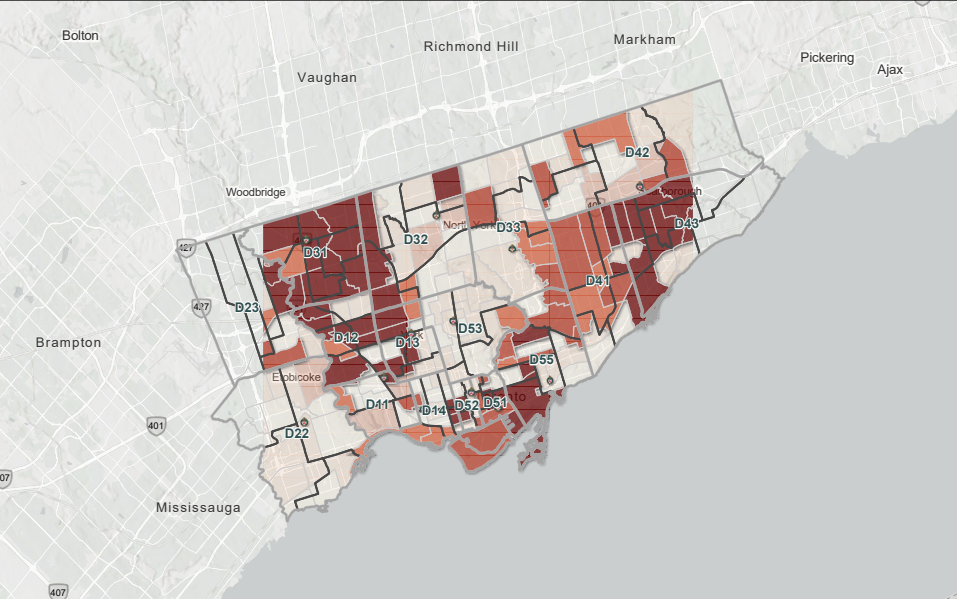 Bolton
Richmond Hill
Markham
Vaughan
Pickering
Ajax
D42
Woodbridge
D43
D33
D32
427
D31
D41
427
D23
D53
Brampton
D12
D13
D55
Etobicoke
D11
D14
D52
D51
401
D22
Mississauga
407